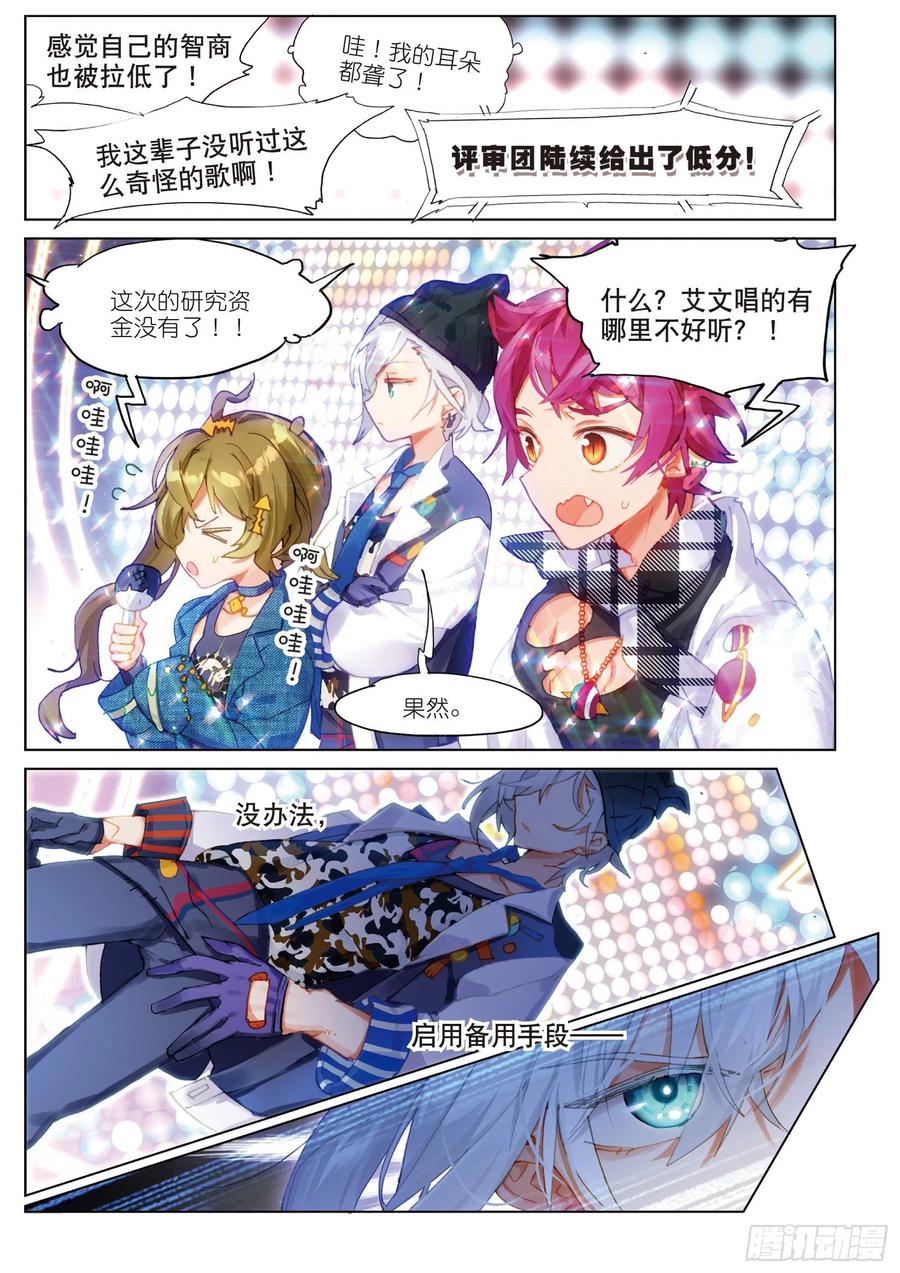 感觉自己的智商
也被拉低了！
哇！我的耳朵
都聋了！
我这辈子没听过这
么奇怪的歌啊！
评审团陆续给出了低分！
这次的研究资
金没有了！！
什么？艾文唱的有
哪里不好听？！
啊哇哇哇！
啊哇哇哇！
果然。
没办法，
启用备用手段——
腾讯动漫